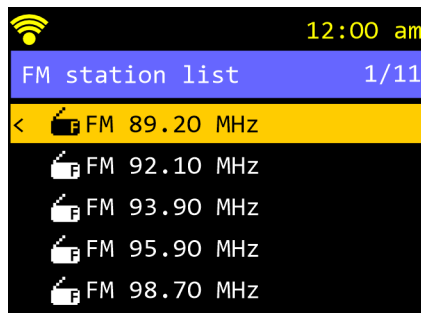 12:00 am
FM station list 1/11
< FM 89.20 MHz
F FM 92.10 MHz
F FM 93.90 MHz
F FM 95.90 MHz
F FM 98.70 MHz